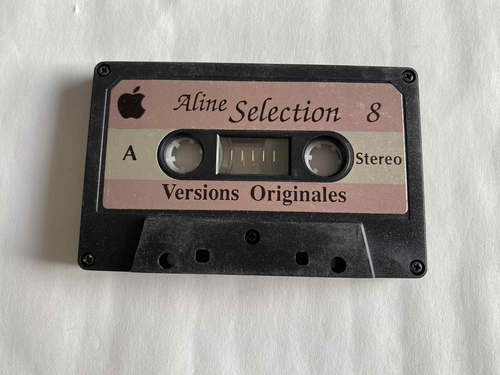 Aline Selection 8
A
Stereo
Versions Originales